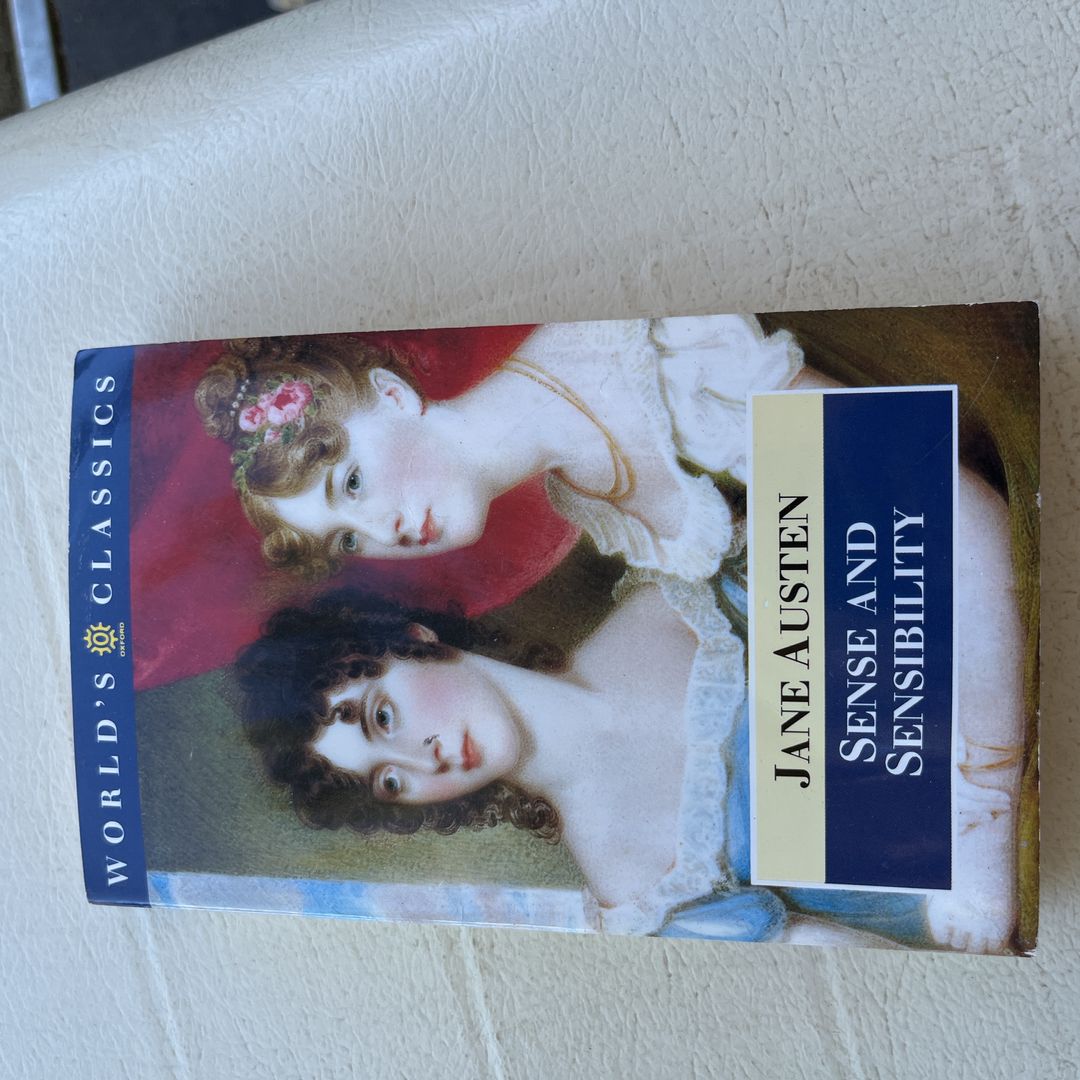 WORLD'S CLASSICS
OXFORD
JANE AUSTEN
SENSE AND
SENSIBILITY